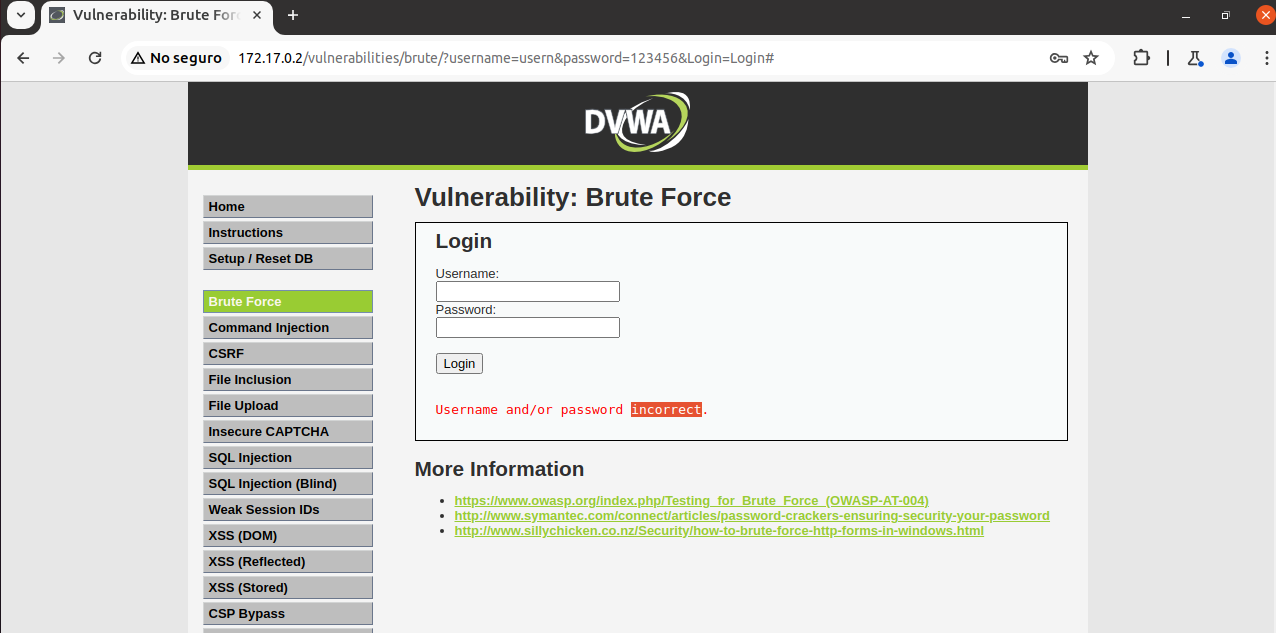 Vulnerability: Brute For
No seguro 172.17.0.2/vulnerabilities/brute/?username=usern&password=123456&Login=Login#
DVWA
Home
Instructions
Setup / Reset DB
Brute Force
Command Injection
CSRF
File Inclusion
File Upload
Insecure CAPTCHA
SQL Injection
SQL Injection (Blind)
Weak Session IDs
XSS (DOM)
XSS (Reflected)
XSS (Stored)
CSP Bypass
Vulnerability: Brute Force
Login
Username:
Password:
Login
Username and/or password incorrect.
More Information
https://www.owasp.org/index.php/Testing_for_Brute_Force_(OWASP-AT-004)
http://www.symantec.com/connect/articles/password-crackers-ensuring-security-your-password
http://www.sillychicken.co.nz/Security/how-to-brute-force-http-forms-in-windows.html